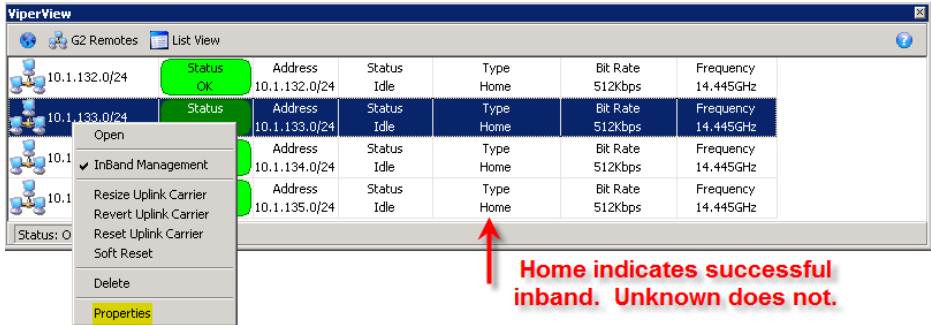 ViperView
G2 Remotes List View
10.1.132.0/24 Status OK Address 10.1.132.0/24 Status Idle Type Home Bit Rate 512Kbps Frequency 14.445GHz
10.1.133.0/24 Status Address 10.1.133.0/24 Status Idle Type Home Bit Rate 512Kbps Frequency 14.445GHz
10.1 Address 10.1.134.0/24 Status Idle Type Home Bit Rate 512Kbps Frequency 14.445GHz
10.1 Address 10.1.135.0/24 Status Idle Type Home Bit Rate 512Kbps Frequency 14.445GHz
Status: O
Open
InBand Management
Resize Uplink Carrier
Revert Uplink Carrier
Reset Uplink Carrier
Soft Reset
Delete
Properties
Home indicates successful
inband. Unknown does not.